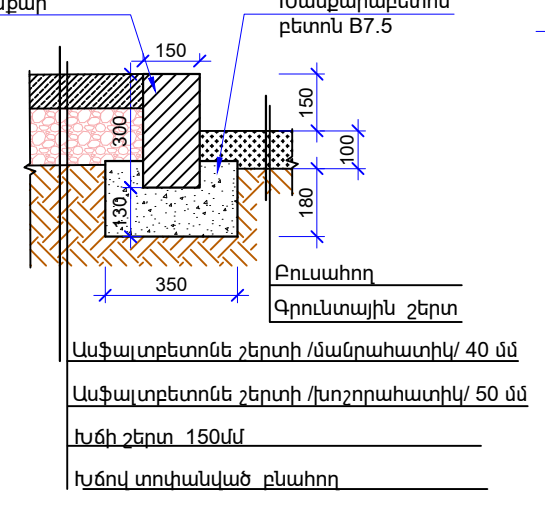 բետոն B7.5
150
150
300
100
130
180
350
Բուսահող
Գրունտային շերտ
Ասֆալտբետոնե շերտի /մանրահատիկ/ 40 մմ
Ասֆալտբետոնե շերտի /խոշորահատիկ/ 50 մմ
Խճի շերտ 150մմ
Խճով տոփանված բնահող